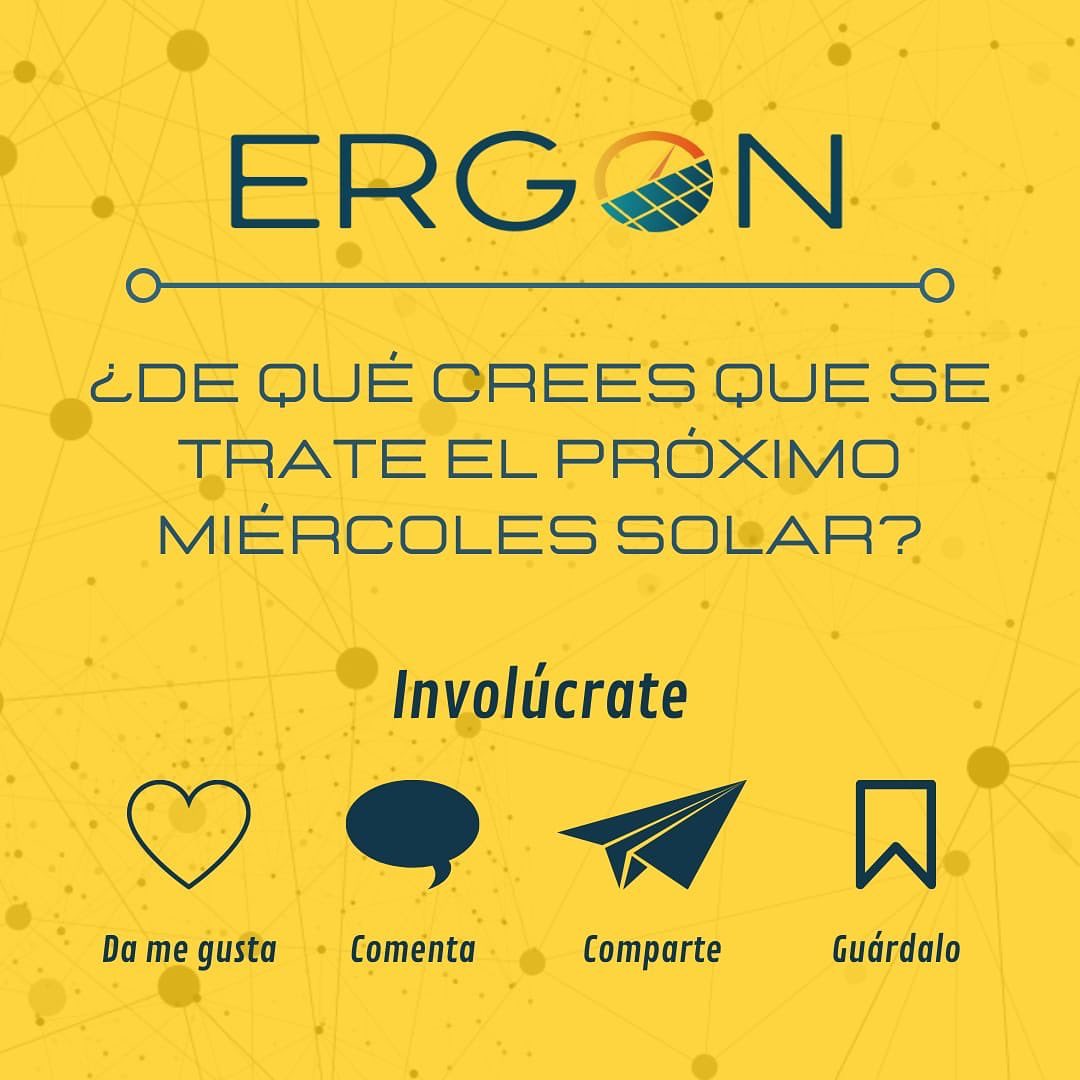 ERGON
¿DE QUÉ CREES QUE SE
TRATE EL PRÓXIMO
MIÉRCOLES SOLAR?
Involúcrate
Da me gusta
Comenta
Comparte
Guárdalo